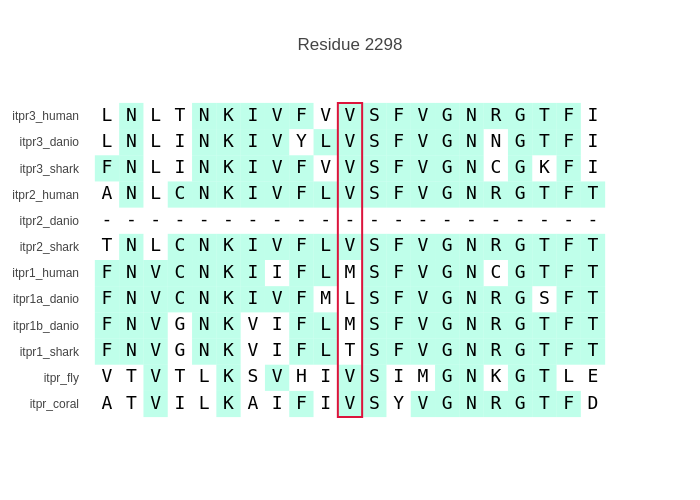 Residue 2298
itpr3_human L N L T N K I V F V V S F V G N R G T F I
itpr3_danio L N L I N K I V Y L V S F V G N N G T F I
itpr3_shark F N L I N K I V F V V S F V G N C G K F I
itpr2_human A N L C N K I V F L V S F V G N R G T F T
itpr2_danio - - - - - - - - - - - - - - - - - - - - -
itpr2_shark T N L C N K I V F L V S F V G N R G T F T
itpr1_human F N V C N K I I F L M S F V G N C G T F T
itpr1a_danio F N V C N K I V F M L S F V G N R G S F T
itpr1b_danio F N V G N K V I F L M S F V G N R G T F T
itpr1_shark F N V G N K V I F L T S F V G N R G T F T
itpr_fly V T V T L K S V H I V S I M G N K G T L E
itpr_coral A T V I L K A I F I V S Y V G N R G T F D